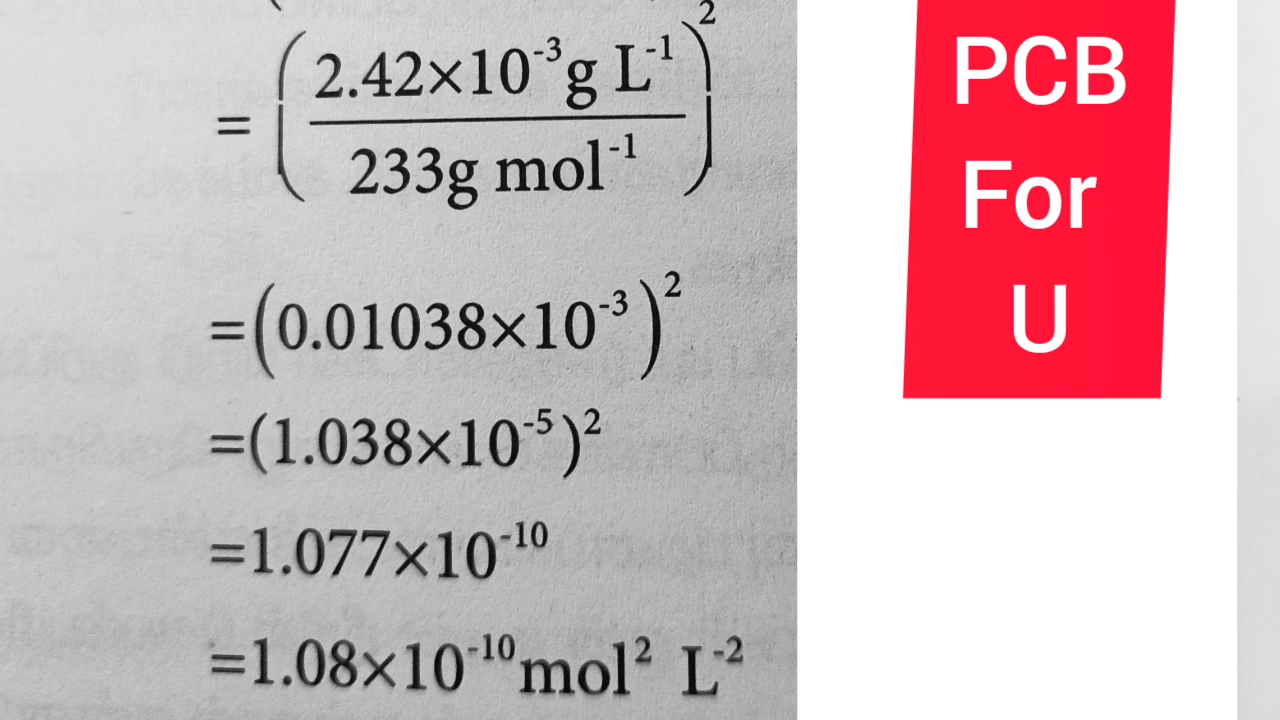 = (2.42×10⁻³g L⁻¹ / 233g mol⁻¹)²
=(0.01038×10⁻³)²
=(1.038×10⁻⁵)²
=1.077×10⁻¹⁰
=1.08×10⁻¹⁰mol² L⁻²
PCB
For
U